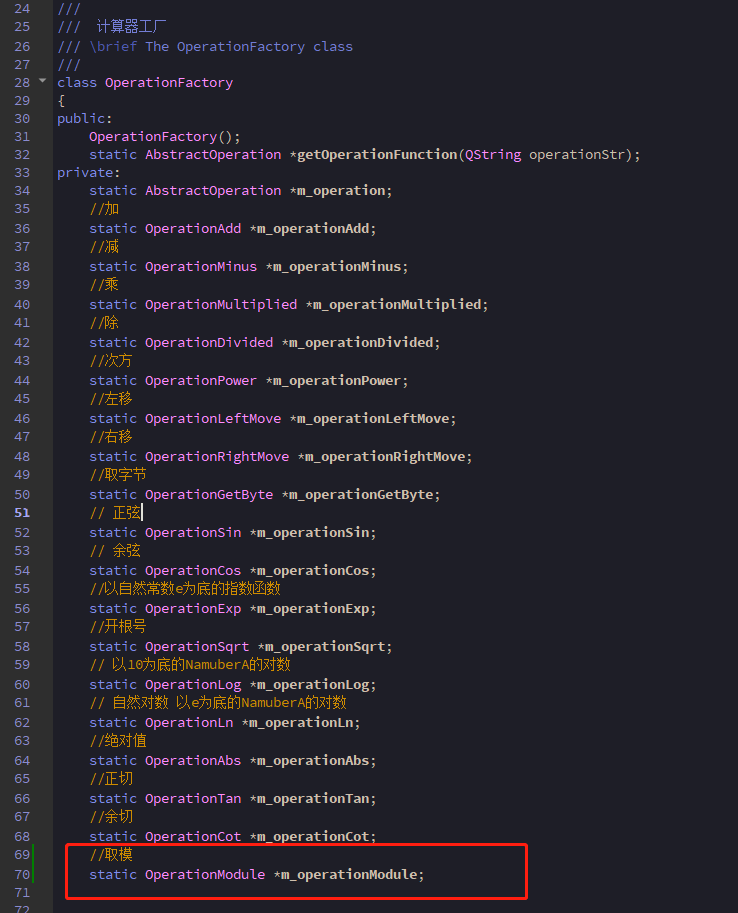 24 ///
25 /// 计算器工厂
26 /// \brief The OperationFactory class
27 ///
28 class OperationFactory
29 {
30 public:
31 OperationFactory();
32 static AbstractOperation *getOperationFunction(QString operationStr);
33 private:
34 static AbstractOperation *m_operation;
35 //加
36 static OperationAdd *m_operationAdd;
37 //减
38 static OperationMinus *m_operationMinus;
39 //乘
40 static OperationMultiplied *m_operationMultiplied;
41 //除
42 static OperationDivided *m_operationDivided;
43 //次方
44 static OperationPower *m_operationPower;
45 //左移
46 static OperationLeftMove *m_operationLeftMove;
47 //右移
48 static OperationRightMove *m_operationRightMove;
49 //取字节
50 static OperationGetByte *m_operationGetByte;
51 // 正弦
52 static OperationSin *m_operationSin;
53 // 余弦
54 static OperationCos *m_operationCos;
55 //以自然常数e为底的指数函数
56 static OperationExp *m_operationExp;
57 //开根号
58 static OperationSqrt *m_operationSqrt;
59 // 以10为底的NamuberA的对数
60 static OperationLog *m_operationLog;
61 // 自然对数 以e为底的NamuberA的对数
62 static OperationLn *m_operationLn;
63 //绝对值
64 static OperationAbs *m_operationAbs;
65 //正切
66 static OperationTan *m_operationTan;
67 //余切
68 static OperationCot *m_operationCot;
69 //取模
70 static OperationModule *m_operationModule;
71
72